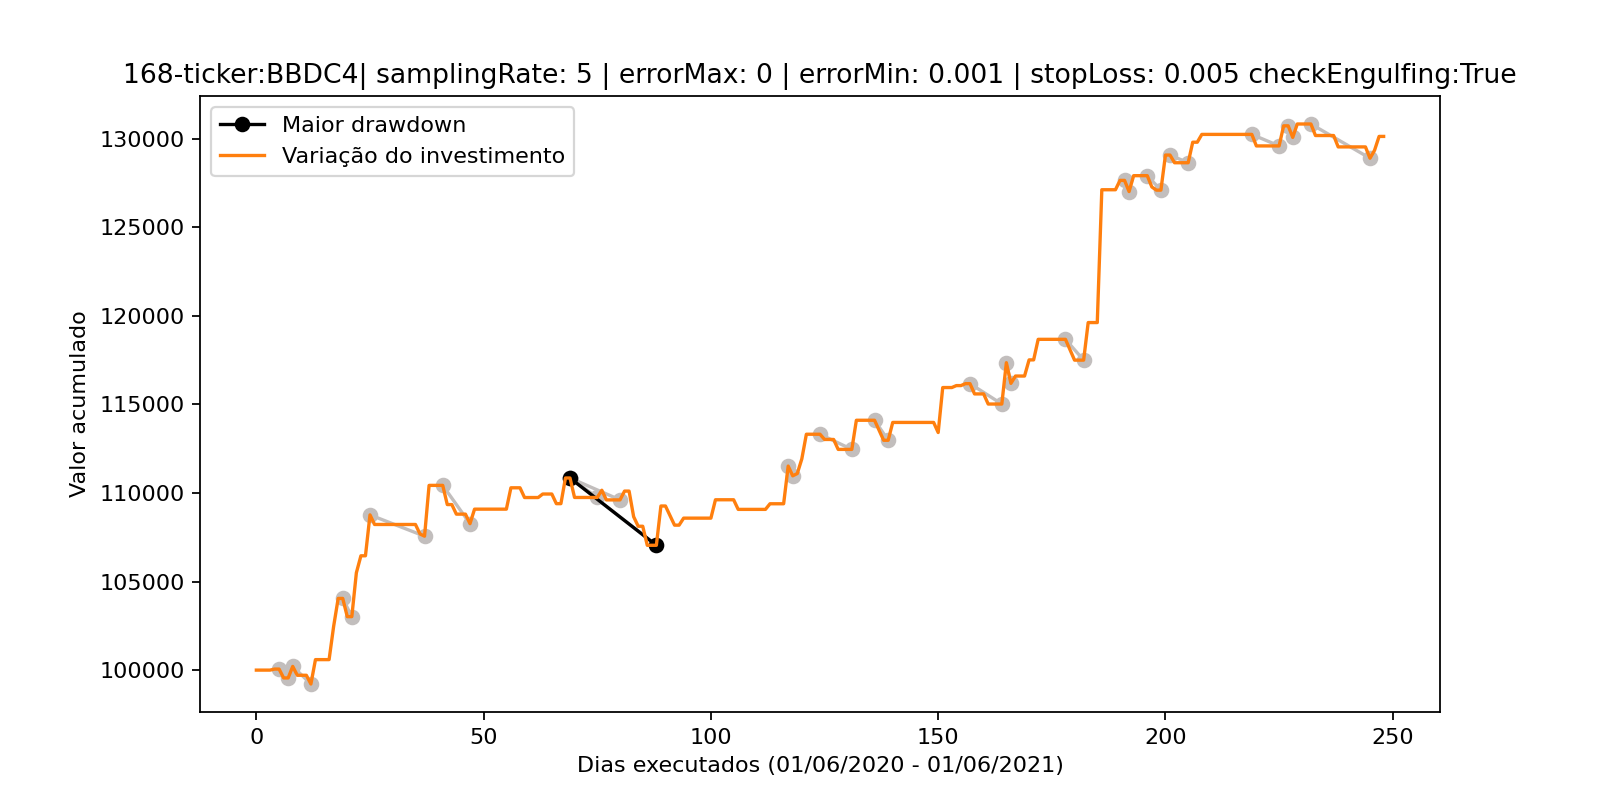 168-ticker:BBDC4| samplingRate: 5 | errorMax: 0 | errorMin: 0.001 | stopLoss: 0.005 checkEngulfing:True
Maior drawdown
Variação do investimento
130000
125000
120000
115000
110000
105000
100000
Valor acumulado
0 50 100 150 200 250
Dias executados (01/06/2020 - 01/06/2021)